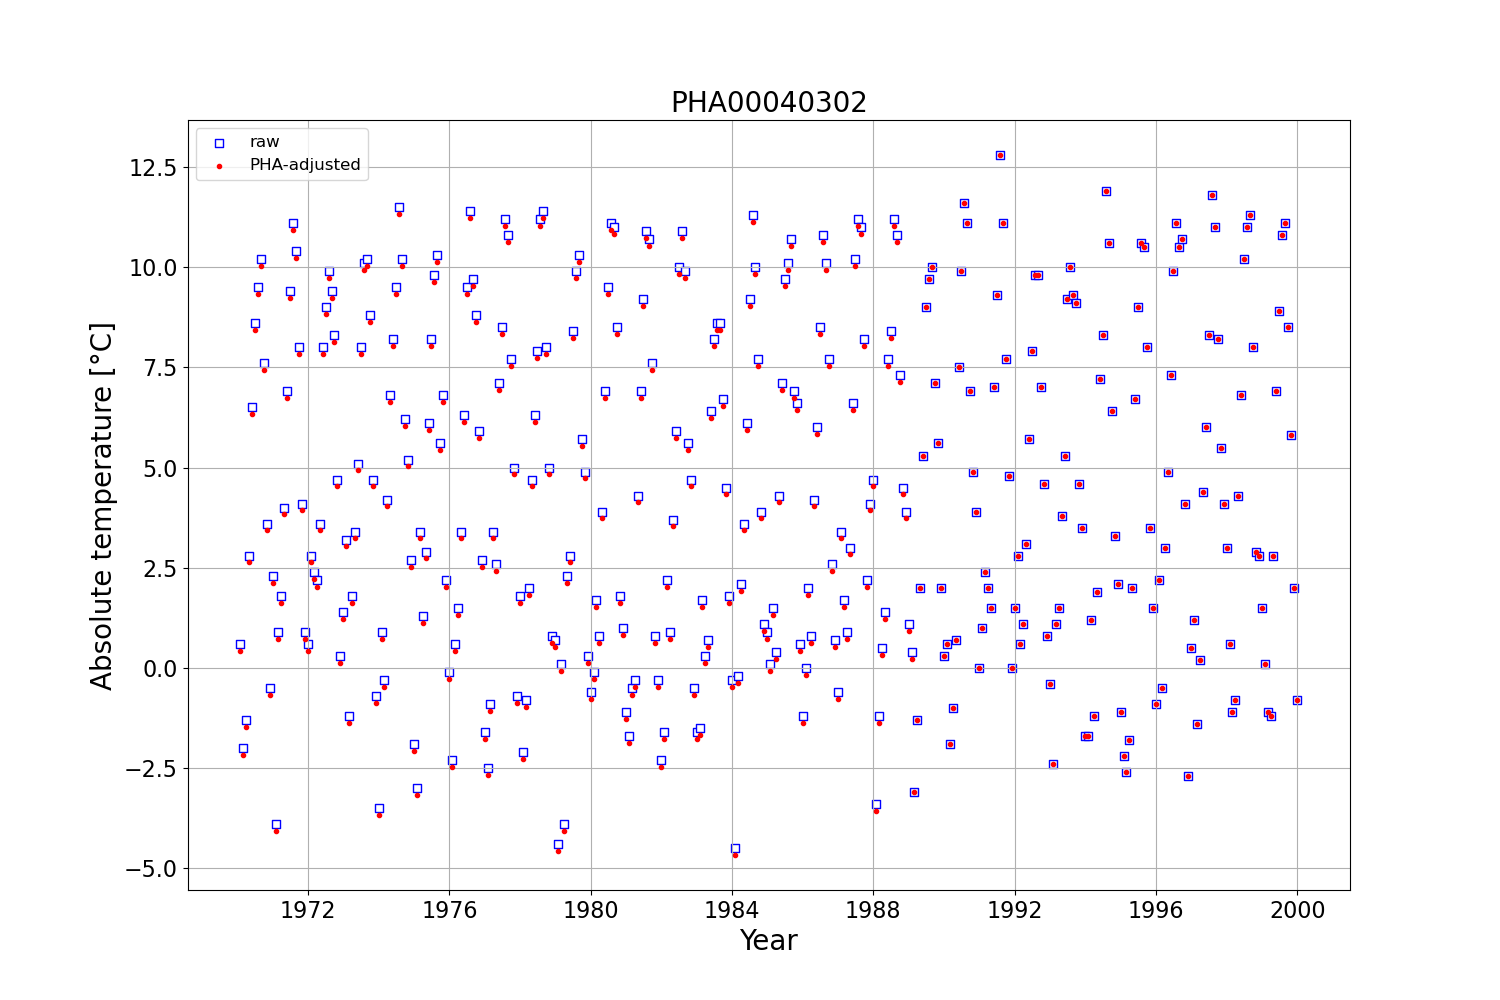 PHA00040302
raw
PHA-adjusted
12.5
10.0
7.5
5.0
2.5
0.0
−2.5
−5.0
Absolute temperature [°C]
1972 1976 1980 1984 1988 1992 1996 2000
Year